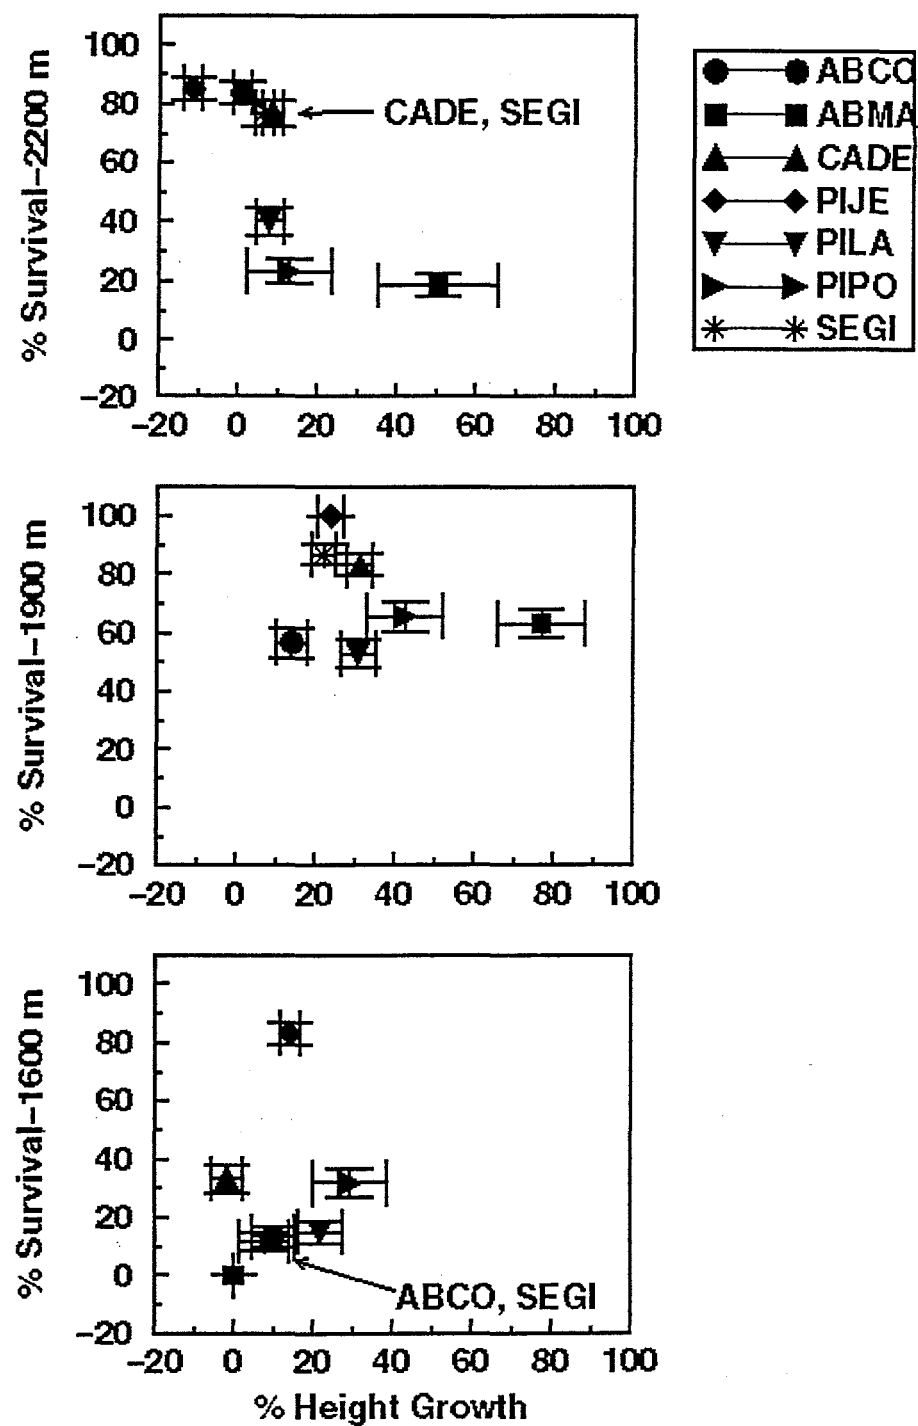 % Survival–2200 m
100
80
60
40
20
0
–20
CADE, SEGI
–20 0 20 40 60 80 100
ABCO
ABMA
CADE
PIJE
PILA
PIPO
SEGI
% Survival–1900 m
100
80
60
40
20
0
–20
–20 0 20 40 60 80 100
% Survival–1600 m
100
80
60
40
20
0
–20
ABCO, SEGI
–20 0 20 40 60 80 100
% Height Growth